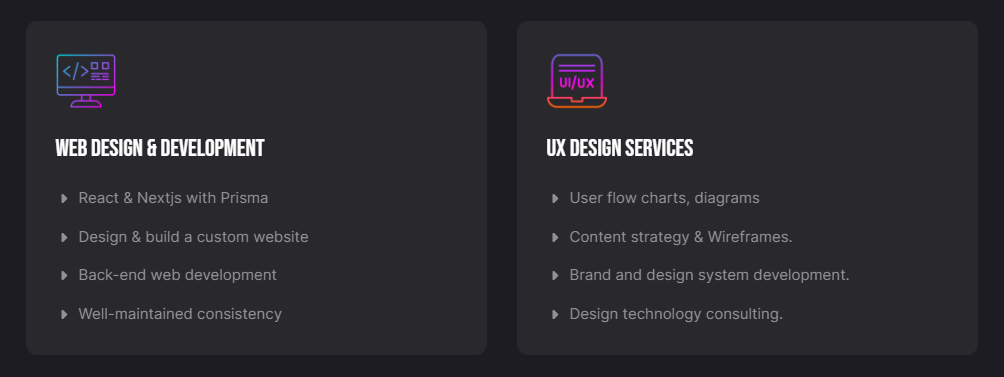 </>
WEB DESIGN & DEVELOPMENT
React & Nextjs with Prisma
Design & build a custom website
Back-end web development
Well-maintained consistency
UI/UX
UX DESIGN SERVICES
User flow charts, diagrams
Content strategy & Wireframes.
Brand and design system development.
Design technology consulting.